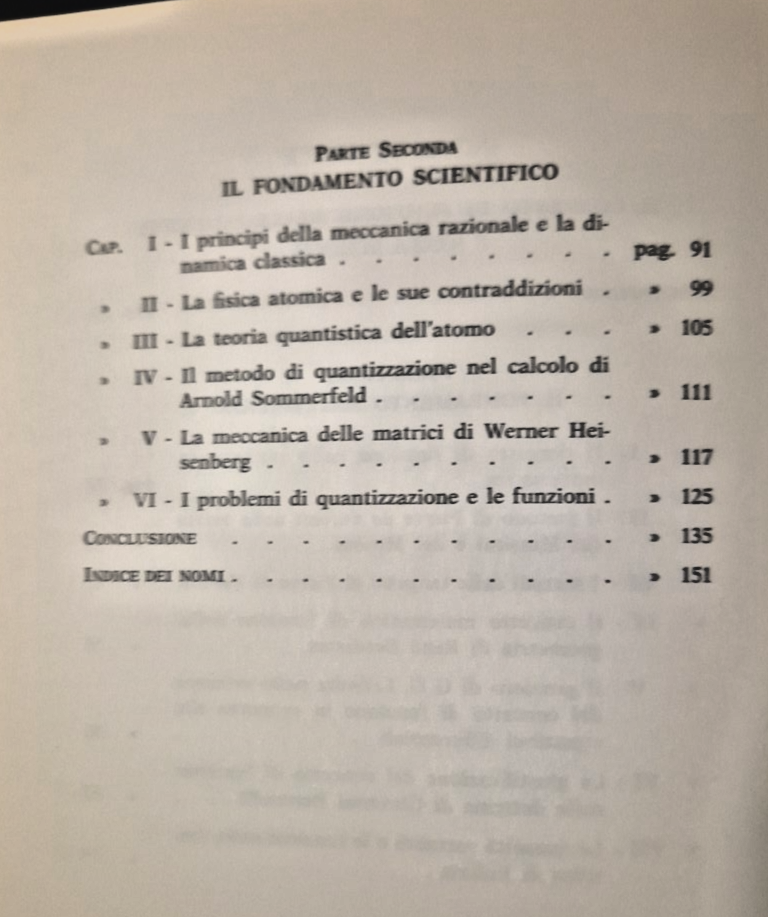 PARTE SECONDA
IL FONDAMENTO SCIENTIFICO
CAP. I - I principi della meccanica razionale e la di-
namica classica . . . . . . . . pag. 91
» II - La fisica atomica e le sue contraddizioni . » 99
» III - La teoria quantistica dell'atomo . . . » 105
» IV - Il metodo di quantizzazione nel calcolo di
Arnold Sommerfeld . . . . . . . » 111
» V - La meccanica delle matrici di Werner Hei-
senberg . . . . . . . . . . » 117
» VI - I problemi di quantizzazione e le funzioni . » 125
CONCLUSIONE . . . . . . . . . . » 135
INDICE DEI NOMI . . . . . . . . . . » 151